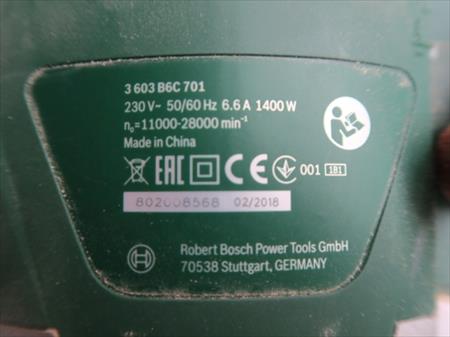 3 603 B6C 701
230 V~ 50/60 Hz 6.6 A 1400 W
n₀=11000-28000 min⁻¹
Made in China
EAC CE 001 1B1
802008568 02/2018
Robert Bosch Power Tools GmbH
70538 Stuttgart, GERMANY